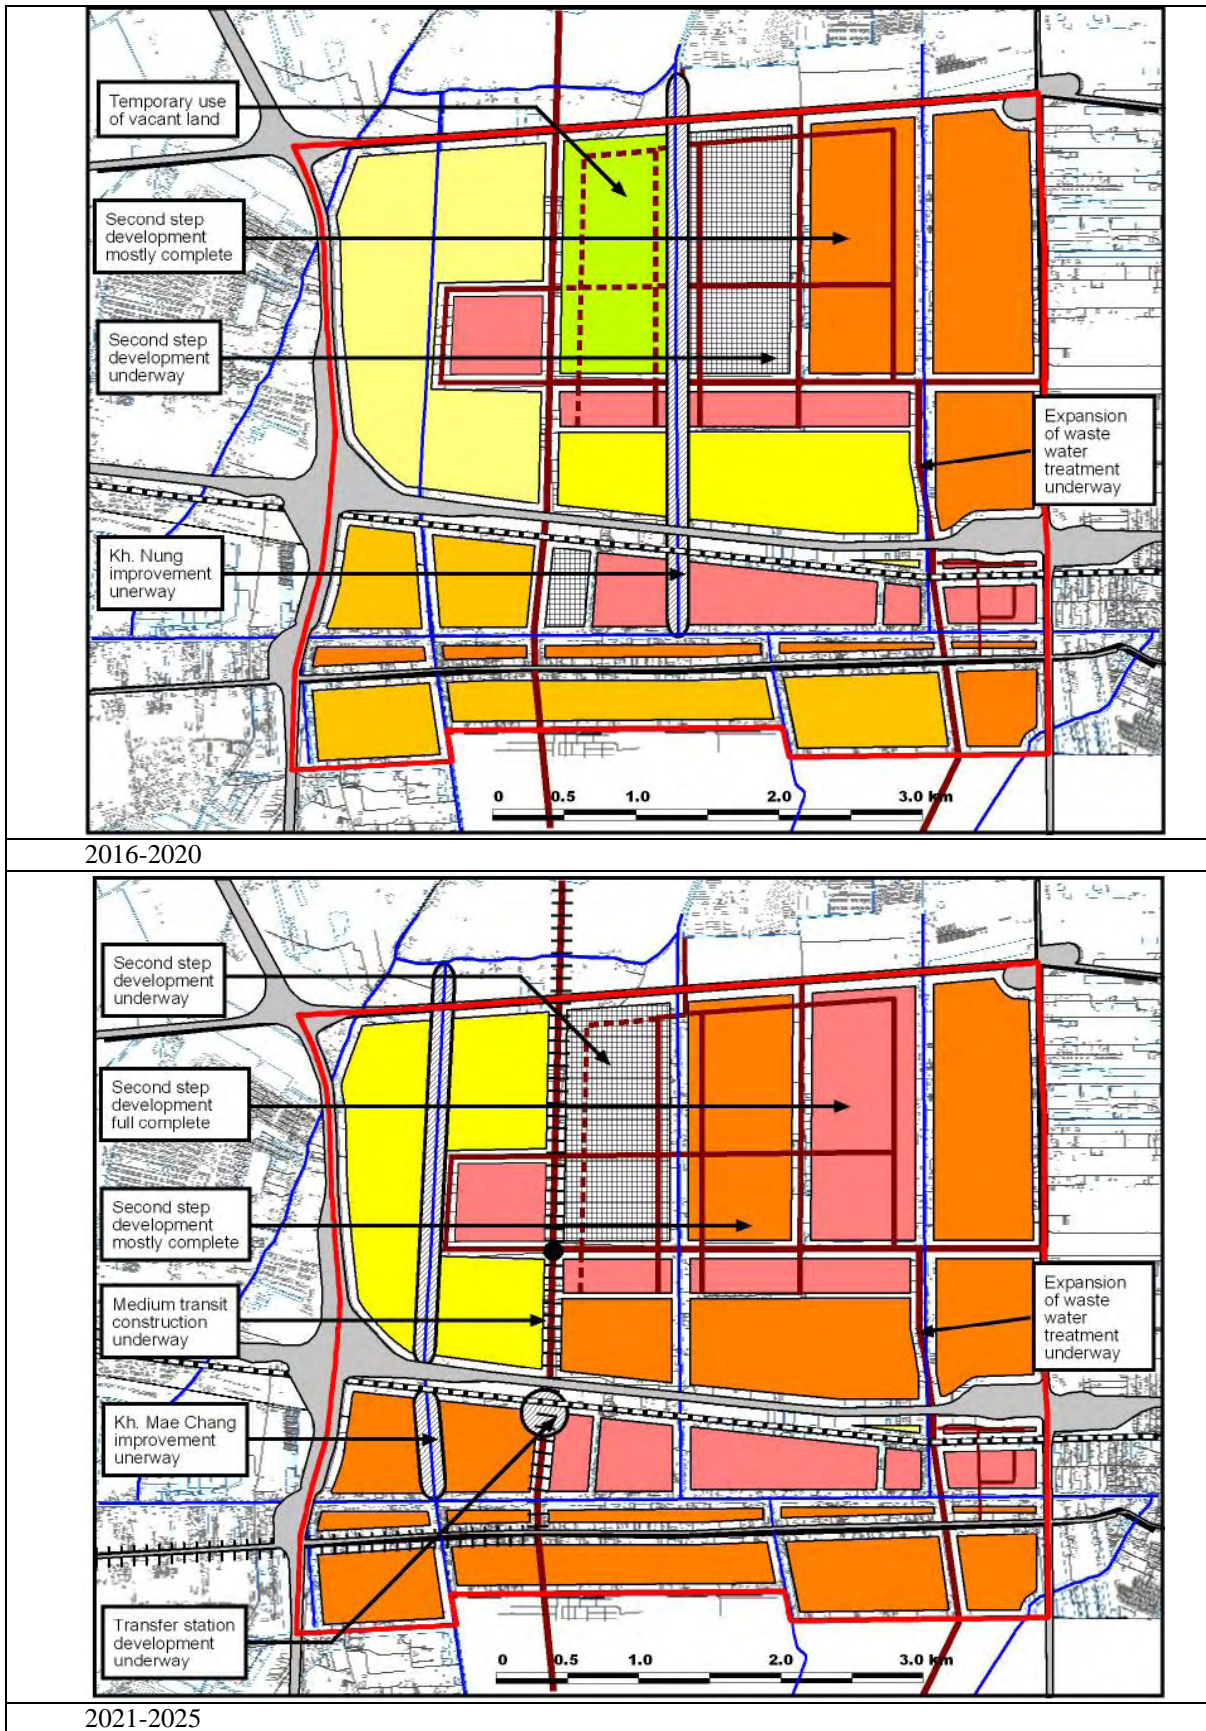 Temporary use
of vacant land
Second step
development
mostly complete
Second step
development
underway
Expansion
of waste
water
treatment
underway
Kh. Nung
improvement
unerway
0 0.5 1.0 2.0 3.0 km
2016-2020
Second step
development
underway
Second step
development
full complete
Second step
development
mostly complete
Medium transit
construction
underway
Expansion
of waste
water
treatment
underway
Kh. Mae Chang
improvement
unerway
Transfer station
development
underway
0 0.5 1.0 2.0 3.0 km
2021-2025